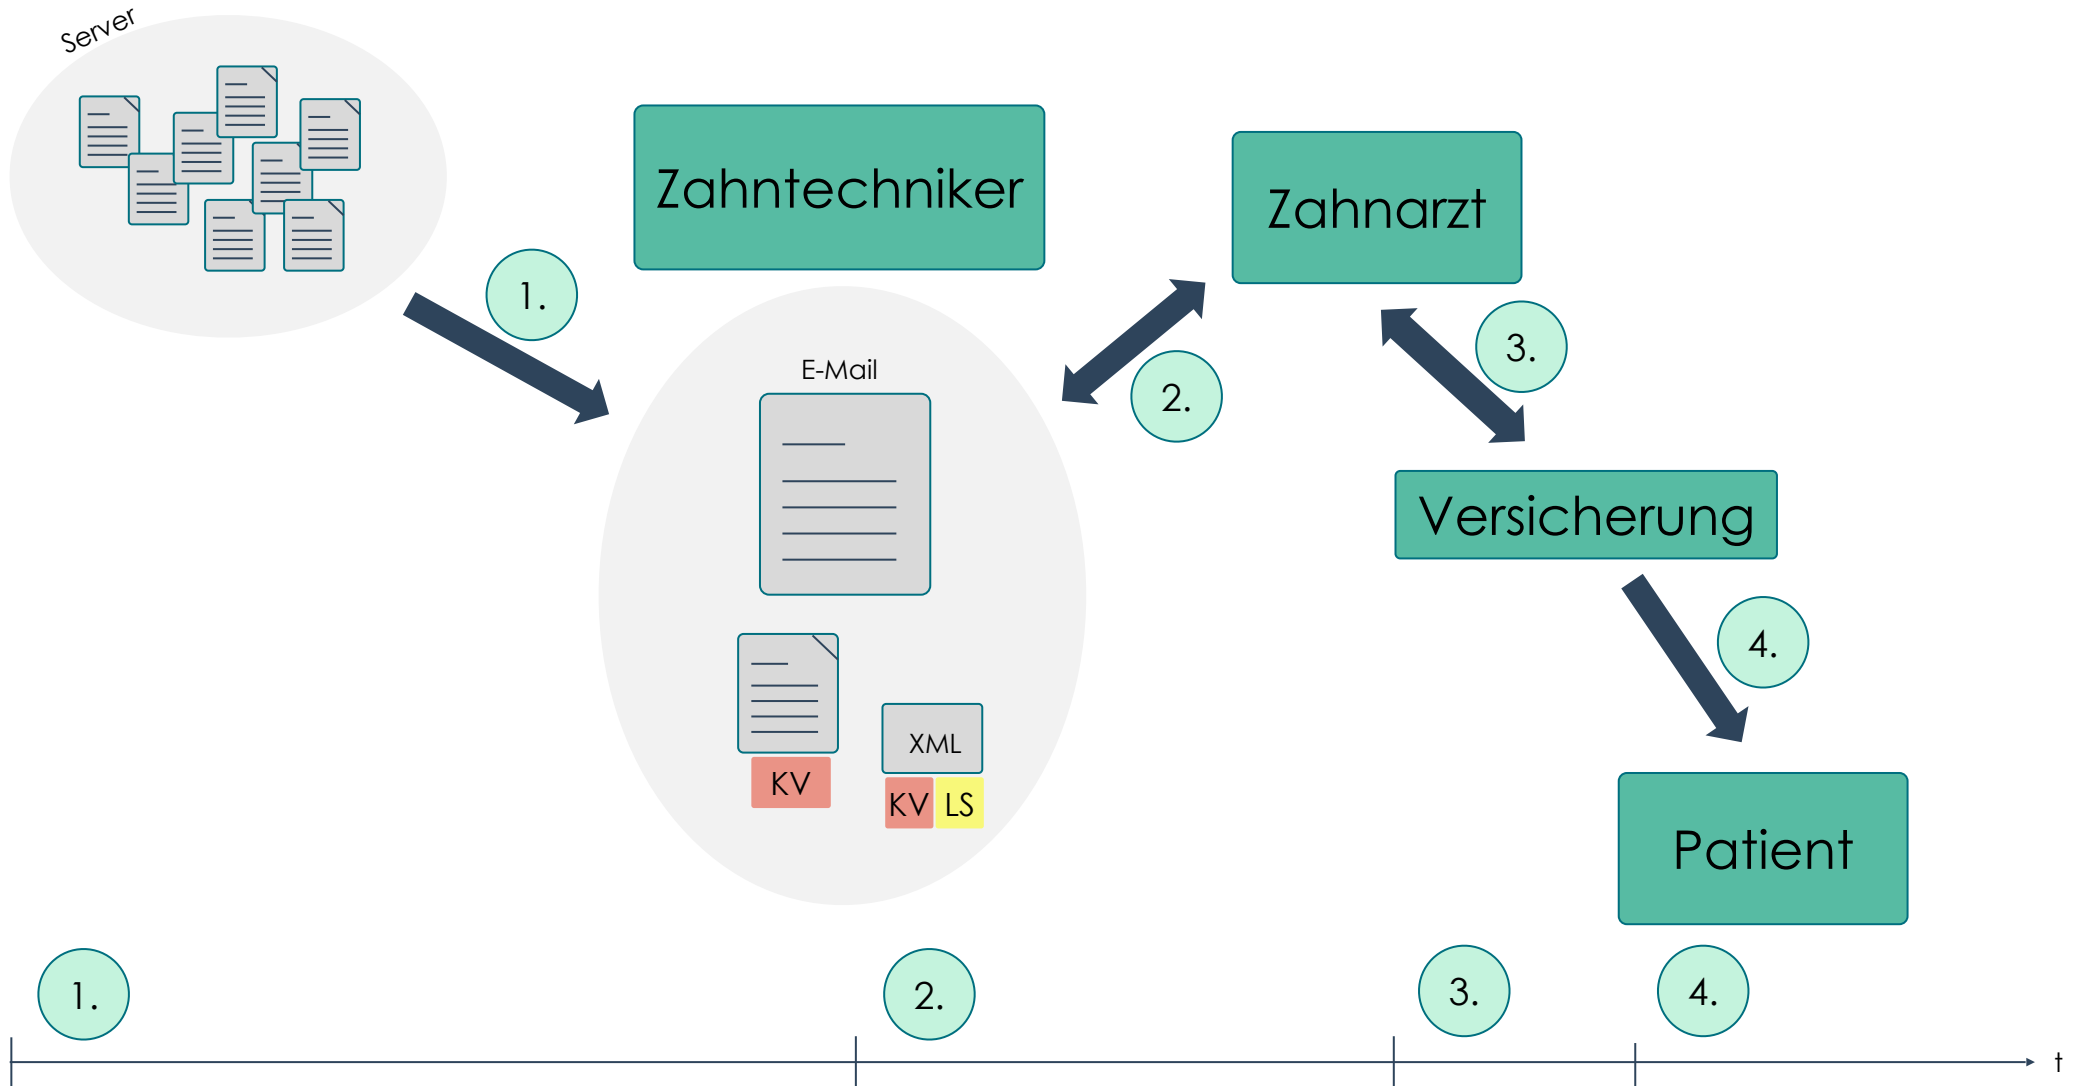 Server
Zahntechniker
Zahnarzt
1.
E-Mail
2.
3.
Versicherung
4.
XML
KV
KV LS
Patient
1.
2.
3.
4.
t